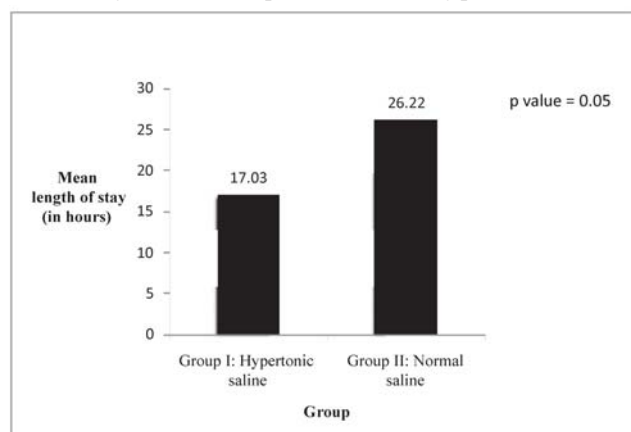 30
25
20
15
10
5
0
Mean
length of stay
(in hours)
17.03
26.22
p value = 0.05
Group I: Hypertonic
saline
Group II: Normal
saline
Group